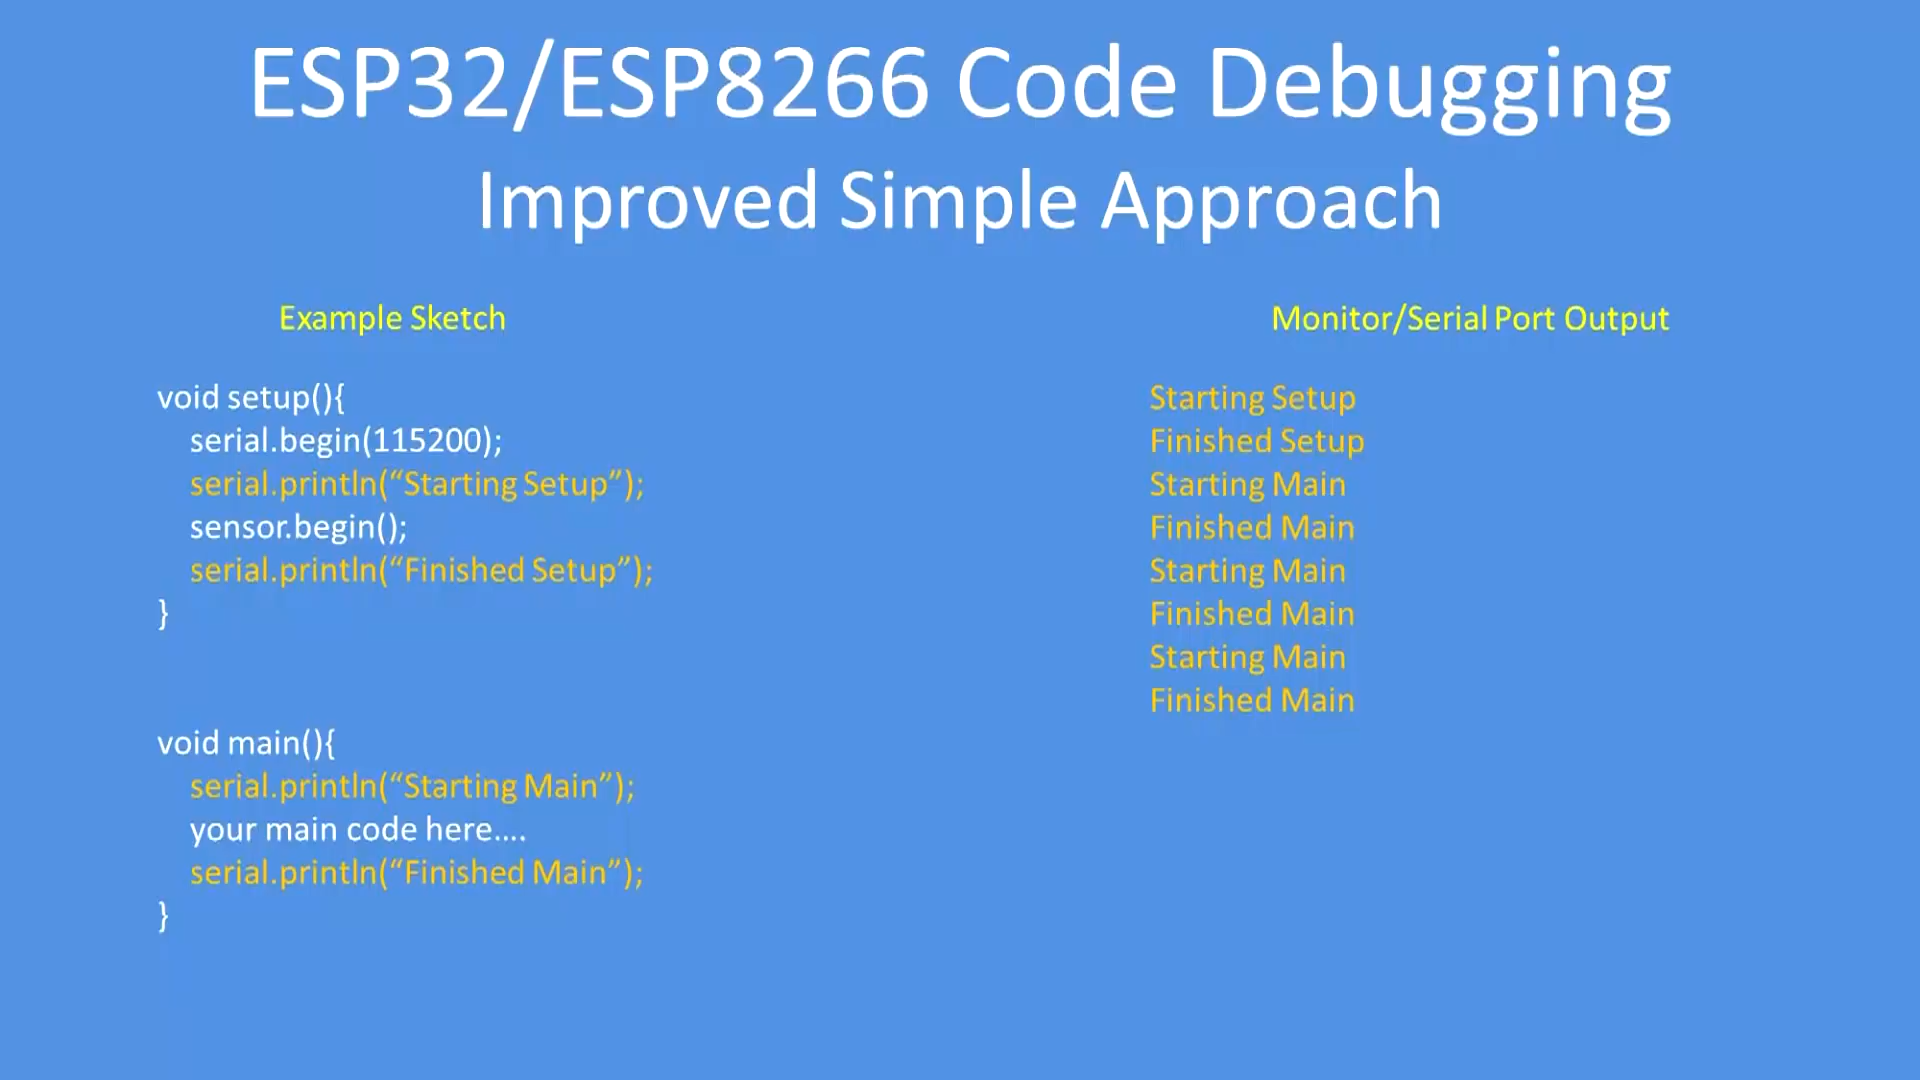 ESP32/ESP8266 Code Debugging
Improved Simple Approach
Example Sketch
void setup(){
serial.begin(115200);
serial.println(“Starting Setup”);
sensor.begin();
serial.println(“Finished Setup”);
}
void main(){
serial.println(“Starting Main”);
your main code here....
serial.println(“Finished Main”);
}
Monitor/Serial Port Output
Starting Setup
Finished Setup
Starting Main
Finished Main
Starting Main
Finished Main
Starting Main
Finished Main